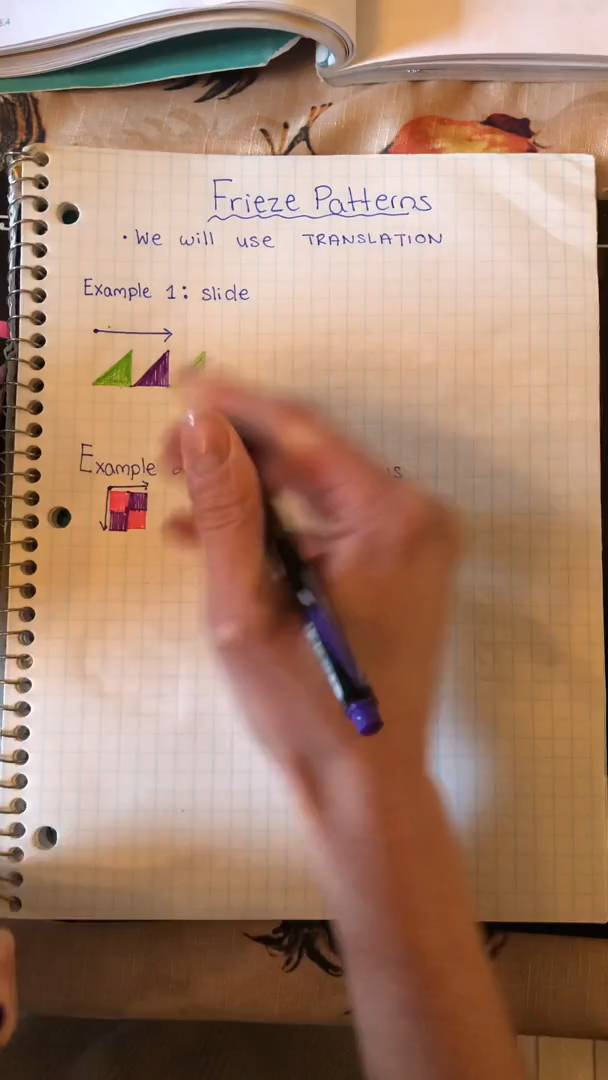 Frieze Patterns
• We will use TRANSLATION
Example 1: slide
Example